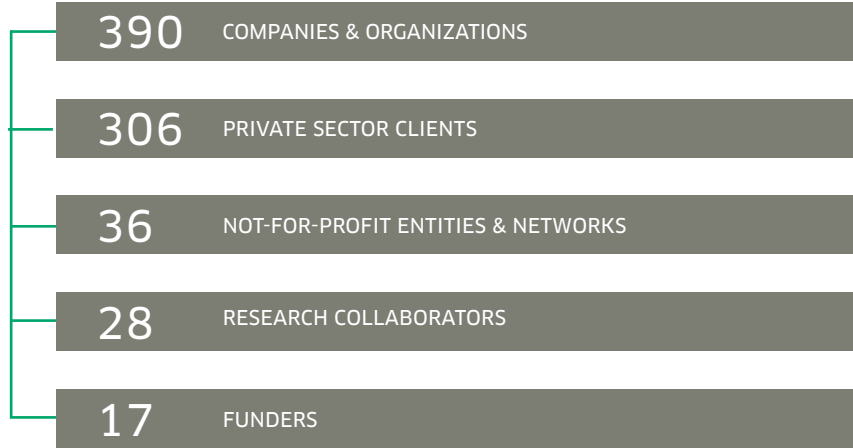 390 COMPANIES & ORGANIZATIONS
306 PRIVATE SECTOR CLIENTS
36 NOT-FOR-PROFIT ENTITIES & NETWORKS
28 RESEARCH COLLABORATORS
17 FUNDERS